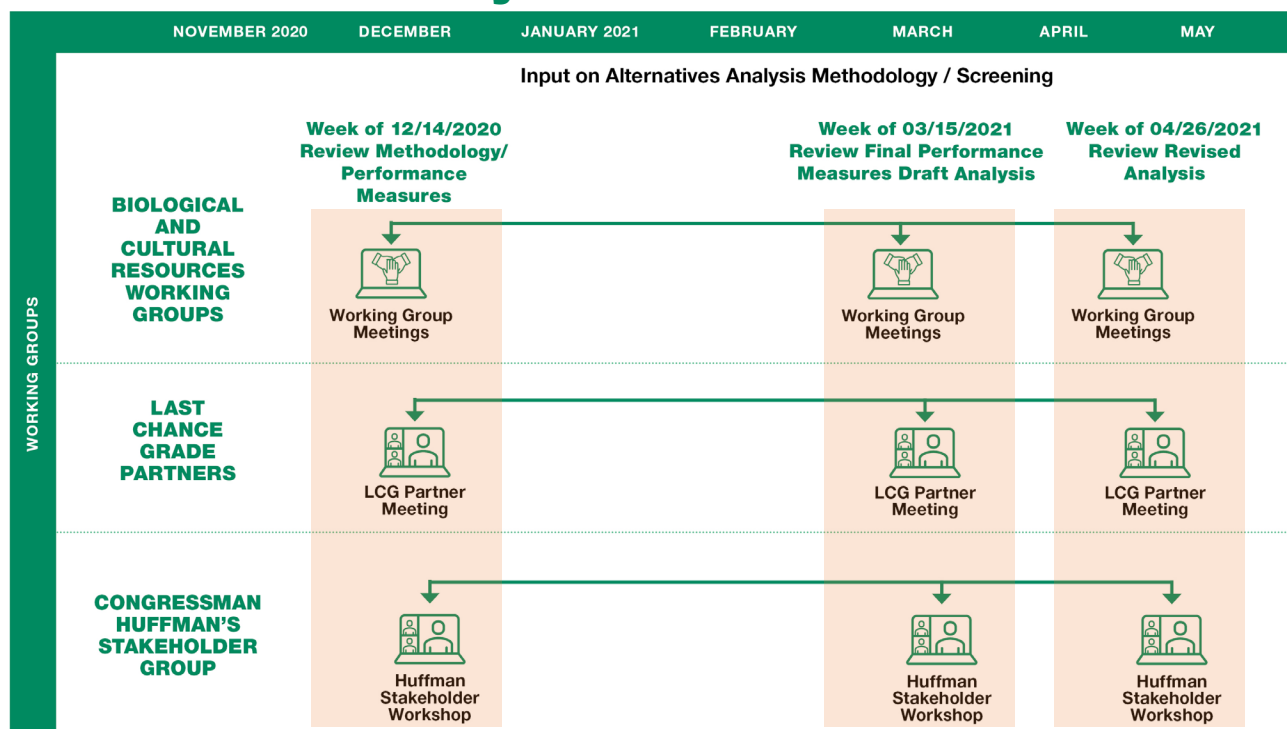 NOVEMBER 2020 DECEMBER JANUARY 2021 FEBRUARY MARCH APRIL MAY
Input on Alternatives Analysis Methodology / Screening
Week of 12/14/2020
Review Methodology/
Performance
Measures
Week of 03/15/2021
Review Final Performance
Measures Draft Analysis
Week of 04/26/2021
Review Revised
Analysis
WORKING GROUPS
BIOLOGICAL
AND
CULTURAL
RESOURCES
WORKING
GROUPS
Working Group
Meetings
Working Group
Meetings
Working Group
Meetings
LAST
CHANCE
GRADE
PARTNERS
LCG Partner
Meeting
LCG Partner
Meeting
LCG Partner
Meeting
CONGRESSMAN
HUFFMAN'S
STAKEHOLDER
GROUP
Huffman
Stakeholder
Workshop
Huffman
Stakeholder
Workshop
Huffman
Stakeholder
Workshop